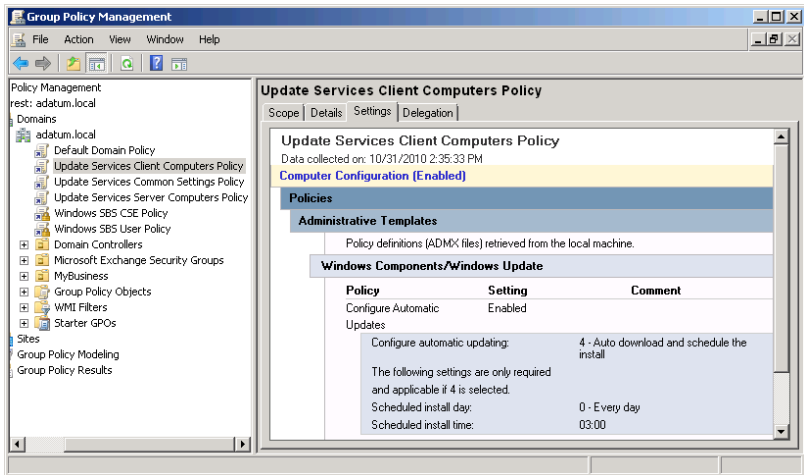 Group Policy Management
File Action View Window Help
Policy Management
rest: adatum.local
Domains
adatum.local
Default Domain Policy
Update Services Client Computers Policy
Update Services Common Settings Policy
Update Services Server Computers Policy
Windows SBS CSE Policy
Windows SBS User Policy
Domain Controllers
Microsoft Exchange Security Groups
MyBusiness
Group Policy Objects
WMI Filters
Starter GPOs
Sites
Group Policy Modeling
Group Policy Results
Update Services Client Computers Policy
Scope Details Settings Delegation
Update Services Client Computers Policy
Data collected on: 10/31/2010 2:35:33 PM
Computer Configuration (Enabled)
Policies
Administrative Templates
Policy definitions (ADMX files) retrieved from the local machine.
Windows Components/Windows Update
Policy Setting Comment
Configure Automatic Enabled
Updates
Configure automatic updating: 4 - Auto download and schedule the
install
The following settings are only required
and applicable if 4 is selected.
Scheduled install day: 0 - Every day
Scheduled install time: 03:00